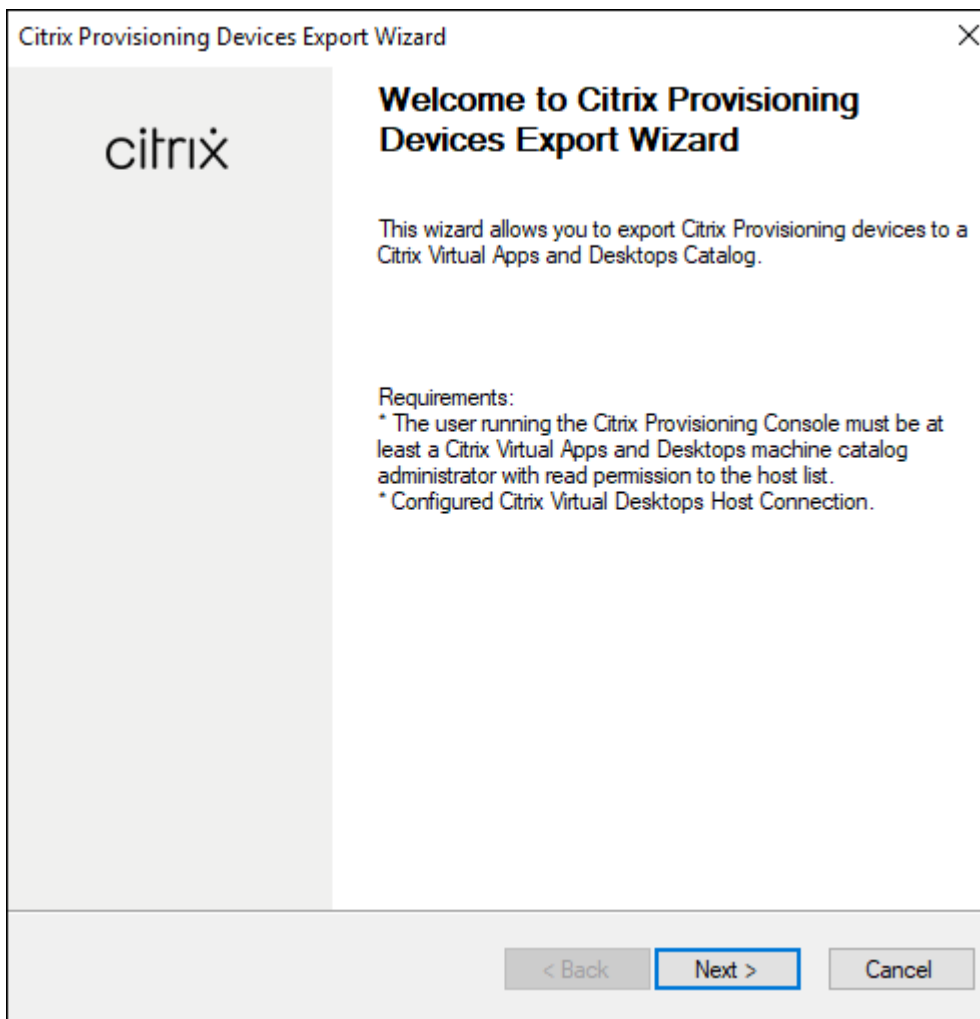 Citrix Provisioning Devices Export Wizard
citrix
Welcome to Citrix Provisioning
Devices Export Wizard
This wizard allows you to export Citrix Provisioning devices to a
Citrix Virtual Apps and Desktops Catalog.
Requirements:
* The user running the Citrix Provisioning Console must be at
least a Citrix Virtual Apps and Desktops machine catalog
administrator with read permission to the host list.
* Configured Citrix Virtual Desktops Host Connection.
< Back
Next >
Cancel